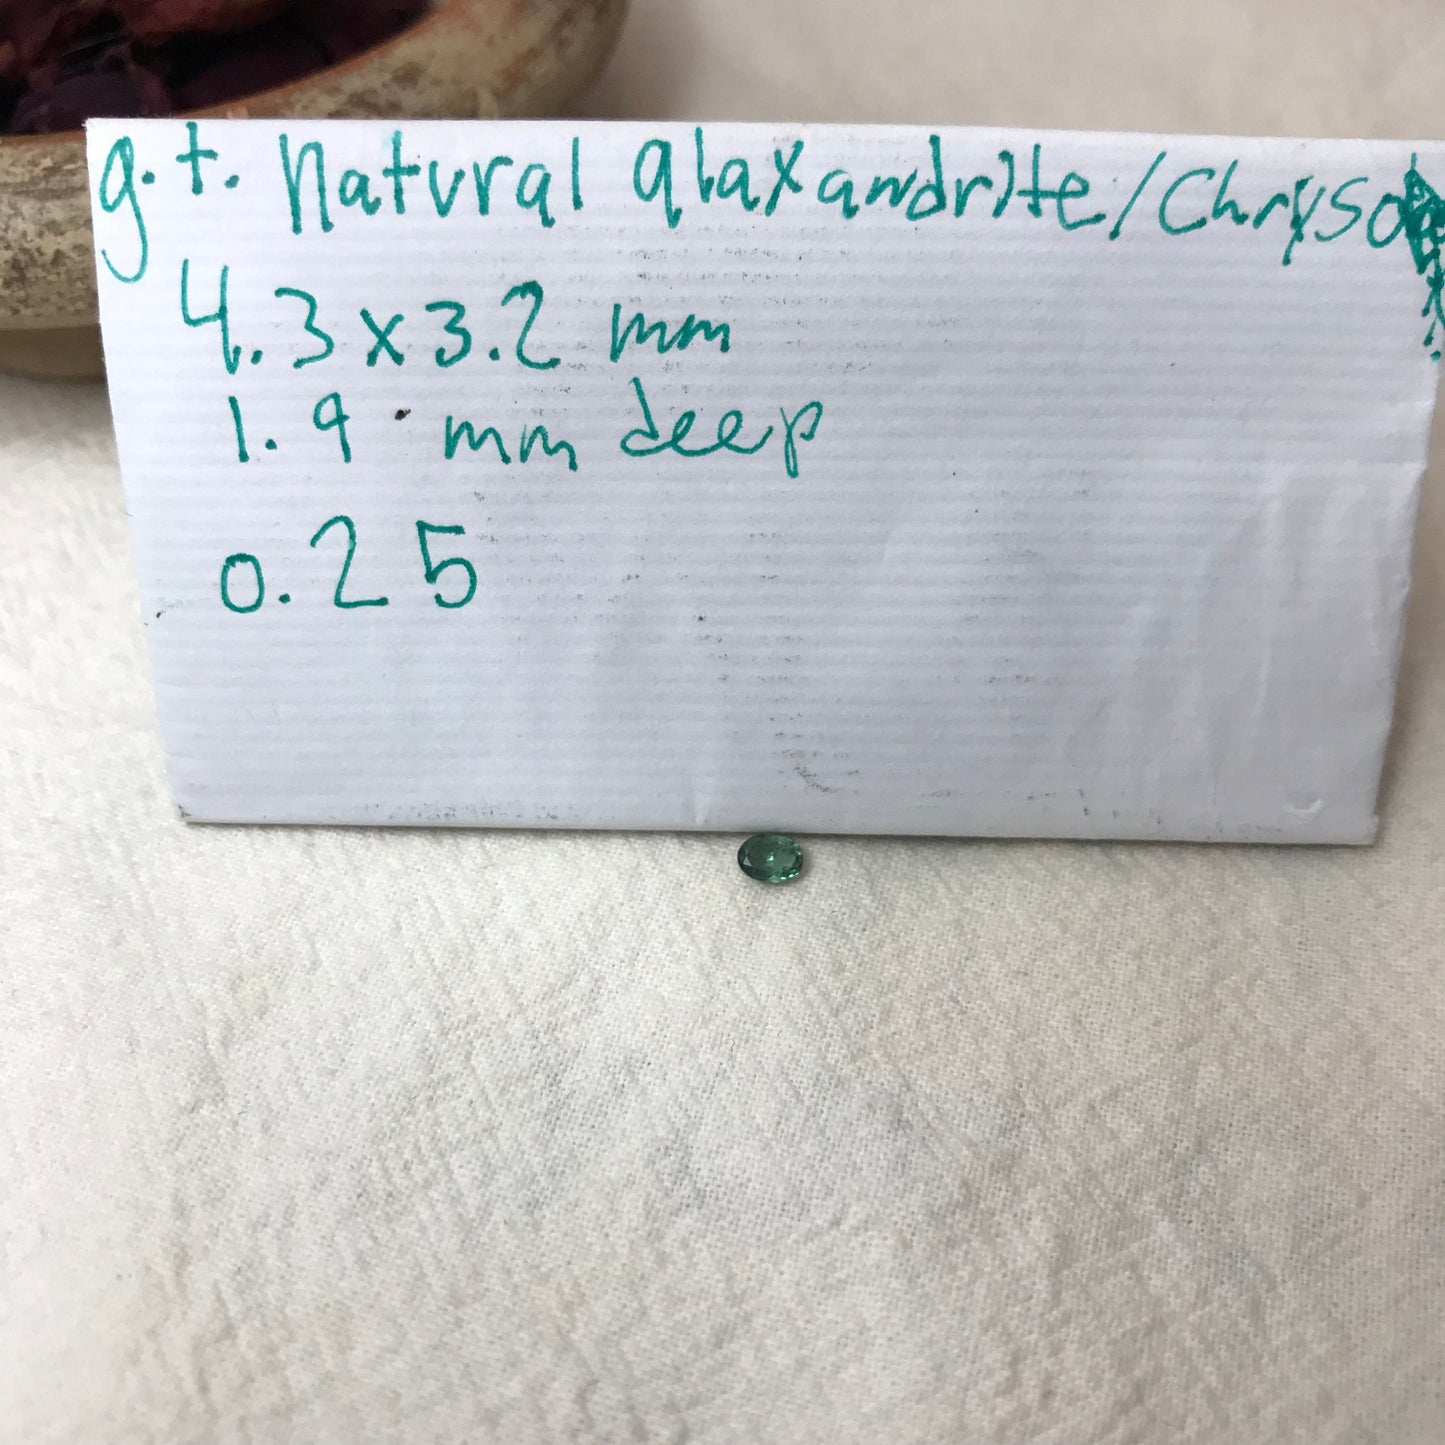 g.t. Natural alaxandrite/Chryso
4.3x3.2 mm
1.9 mm deep
0.25